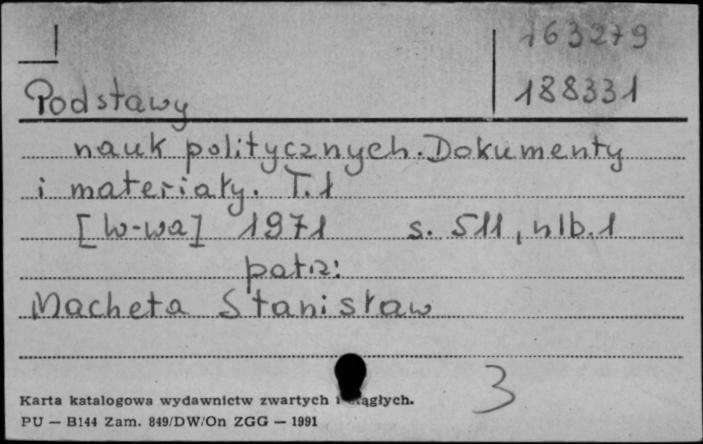 163279
188331
Podstawy
nauk politycznych. Dokumenty
i materiały. T.1
[W-wa] 1971 s. 511, nlb. 1
patrz:
Macheta Stanisław
3
Karta katalogowa wydawnictw zwartych i ciągłych.
PU — B144 Zam. 849/DW/On ZGG — 1991